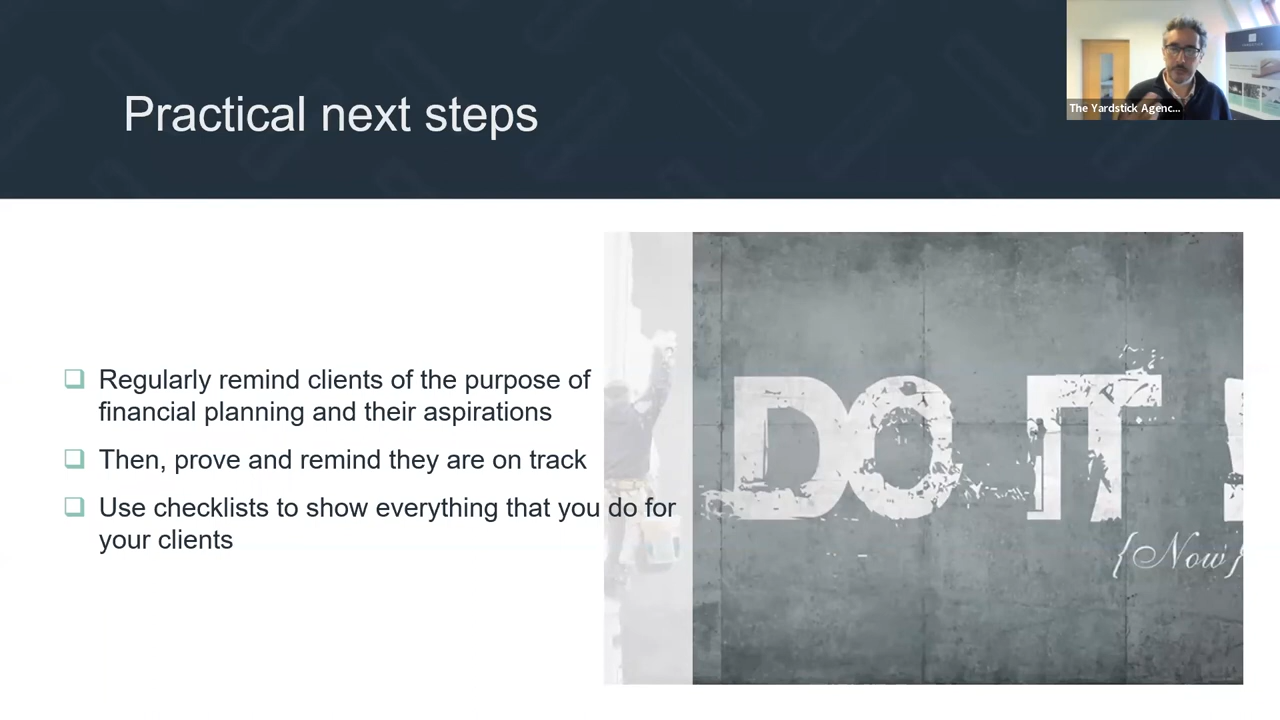 Practical next steps
The Yardstick Agenc...
Regularly remind clients of the purpose of
financial planning and their aspirations
Then, prove and remind they are on track
Use checklists to show everything that you do for
your clients
DO IT
{Now}